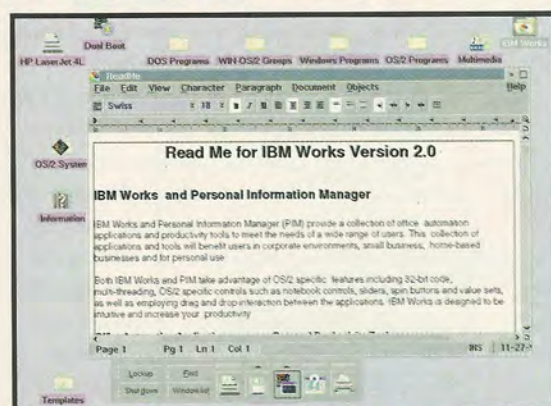 Dual Boot
HP LaserJet 4L
DOS Programs WIN-OS/2 Groups Windows Programs OS/2 Programs Multimedia
IBM Works
ReadMe
File Edit View Character Paragraph Document Objects Help
Swiss 18
Read Me for IBM Works Version 2.0
OS/2 System
IBM Works and Personal Information Manager
Information
IBM Works and Personal Information Manager (PIM) provide a collection of office automation
applications and productivity tools to meet the needs of a wide range of users. This collection of
applications and tools will benefit users in corporate environments, small business, home-based
businesses and for personal use
Both IBM Works and PIM take advantage of OS/2 specific features including 32-bit code,
multi-threading, OS/2 specific controls such as notebook controls, sliders, spin buttons and value sets,
as well as employing drag and drop interaction between the applications. IBM Works is designed to be
intuitive and increase your productivity
Page 1 Pg 1 Ln 1 Col 1 INS 11-27-
Lockup Find
Shut down Window list
Templates